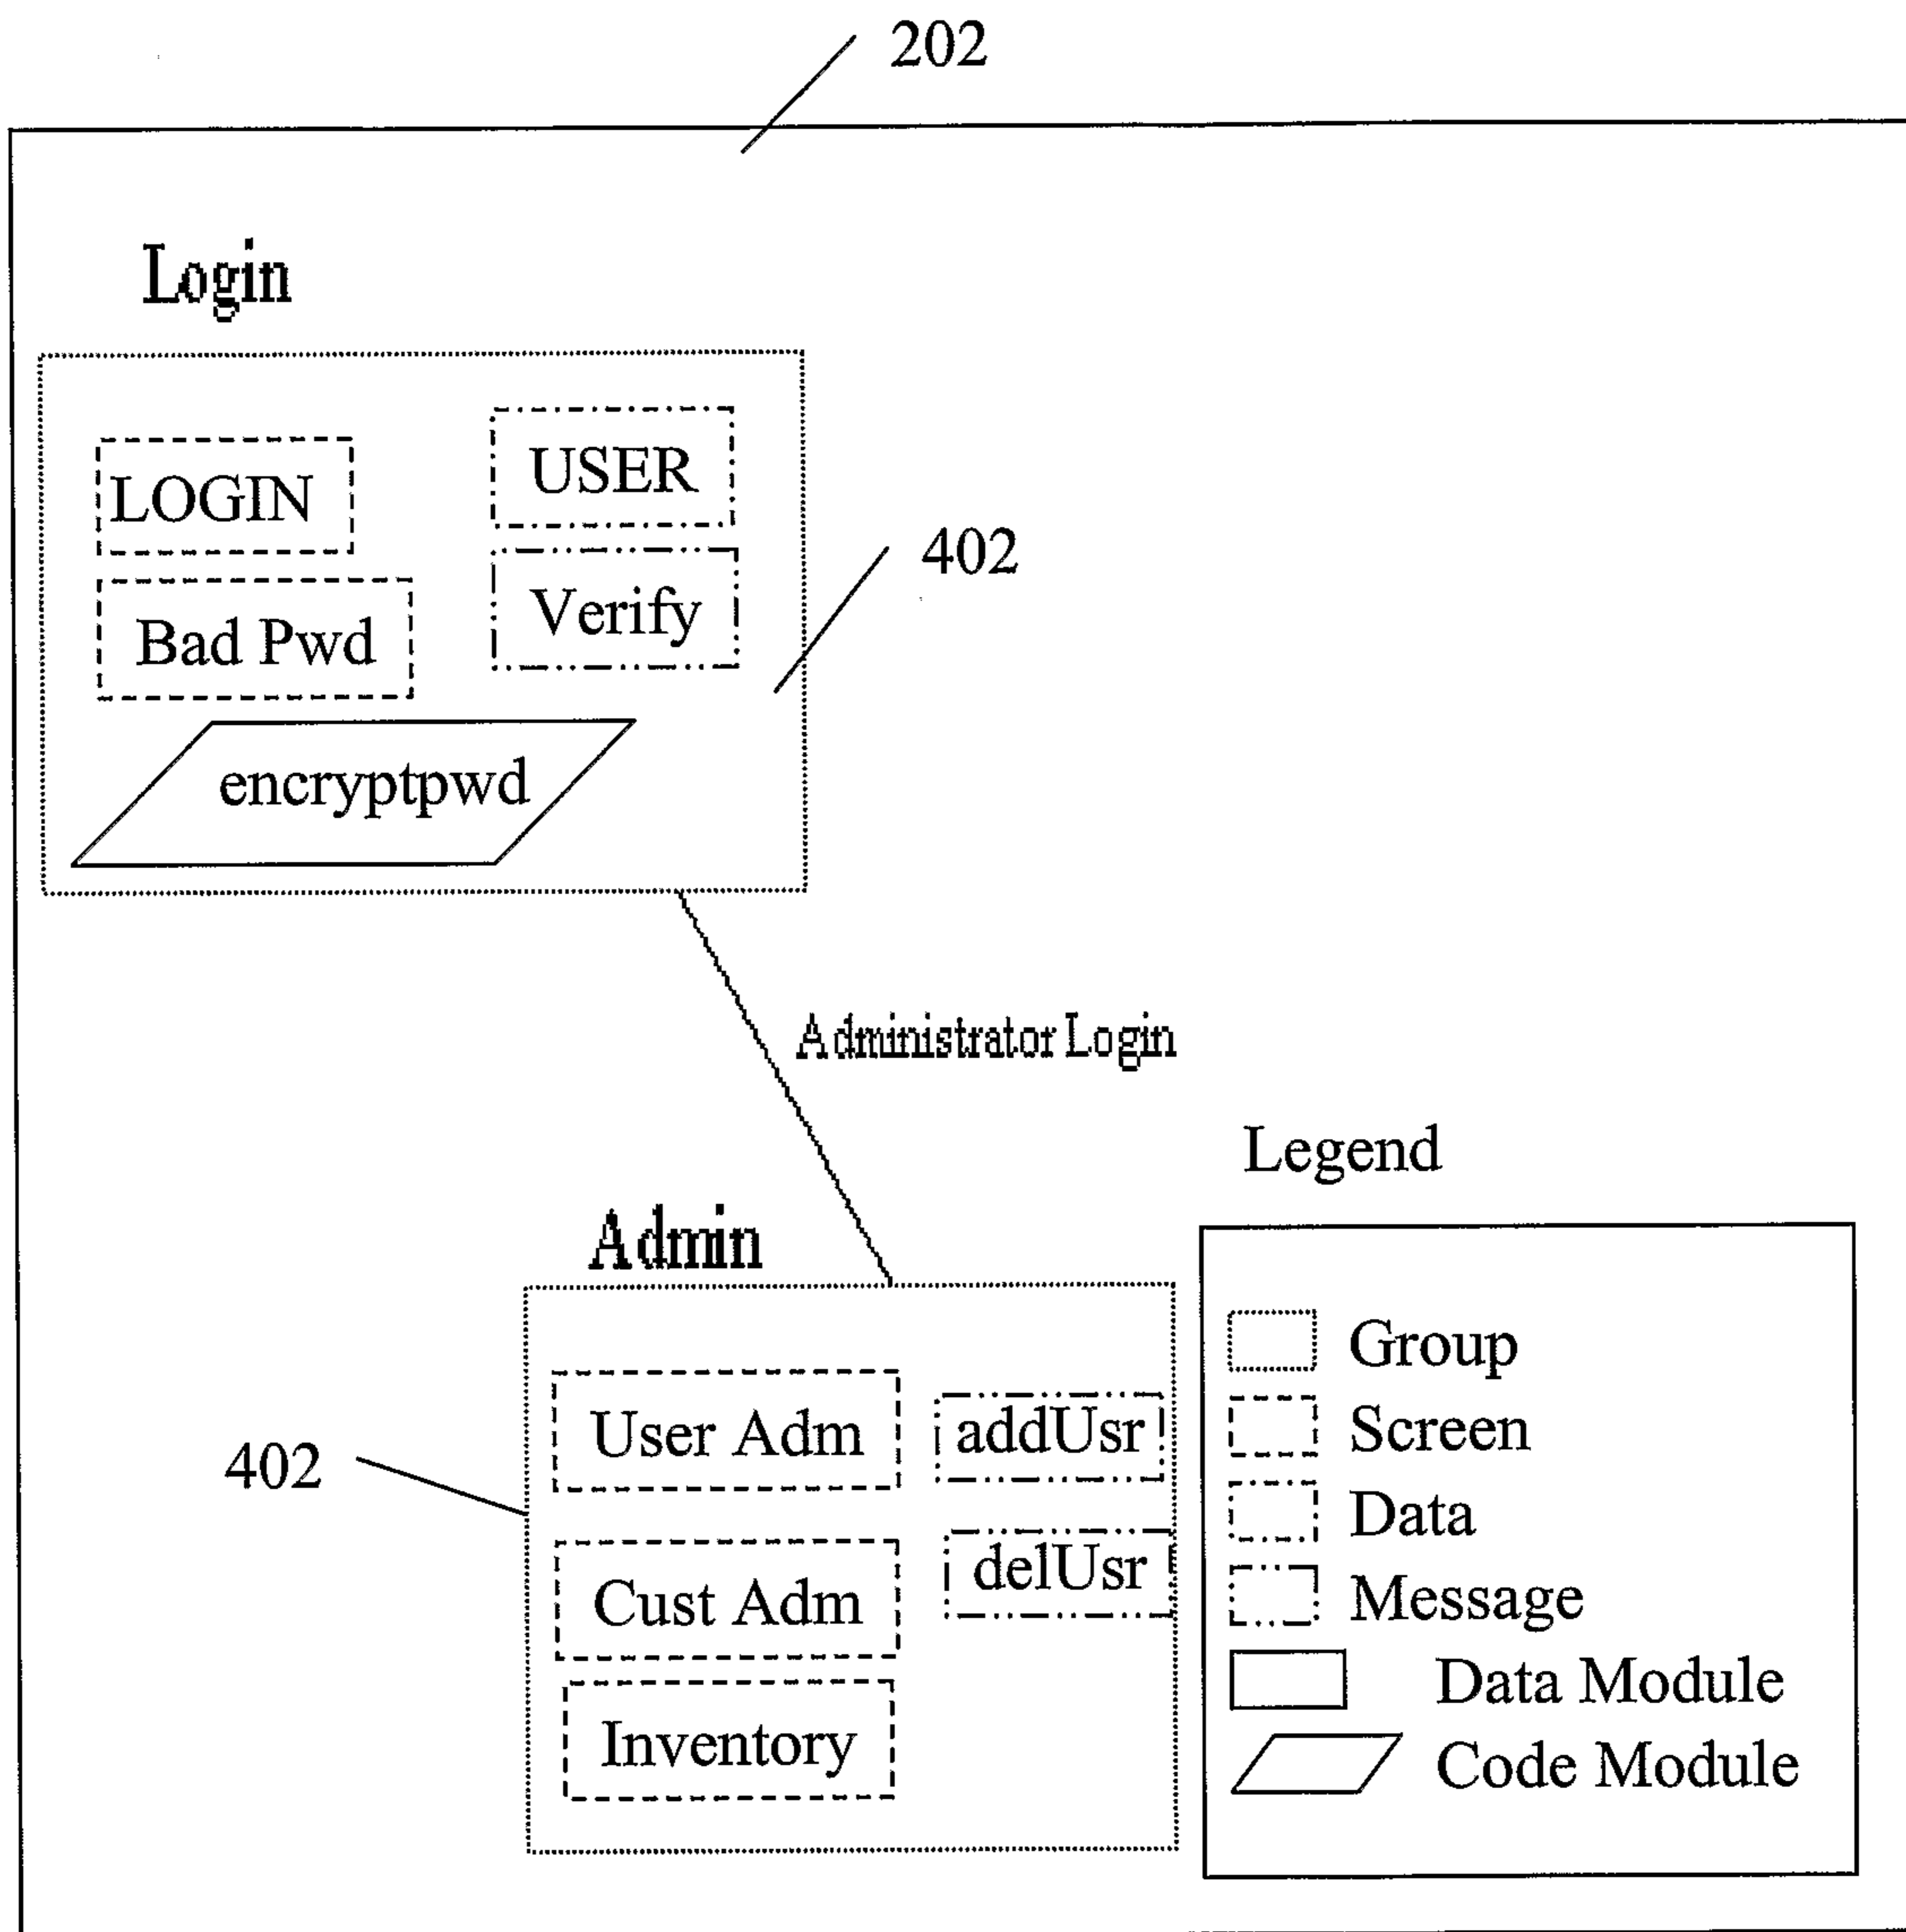 202
Login
LOGIN
USER
402
Verify
Bad Pwd
encryptpwd
Administrator Login
Admin
402
User Adm
addUsr
Cust Adm
delUsr
Inventory
Legend
Group
Screen
Data
Message
Data Module
Code Module